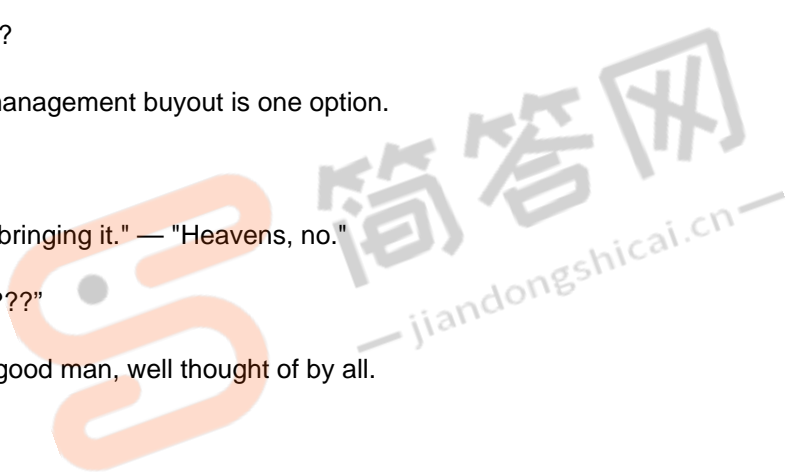 ?
management buyout is one option.
bringing it." — "Heavens, no."
???”
good man, well thought of by all.
简答网
— jiandongshicai.cn —